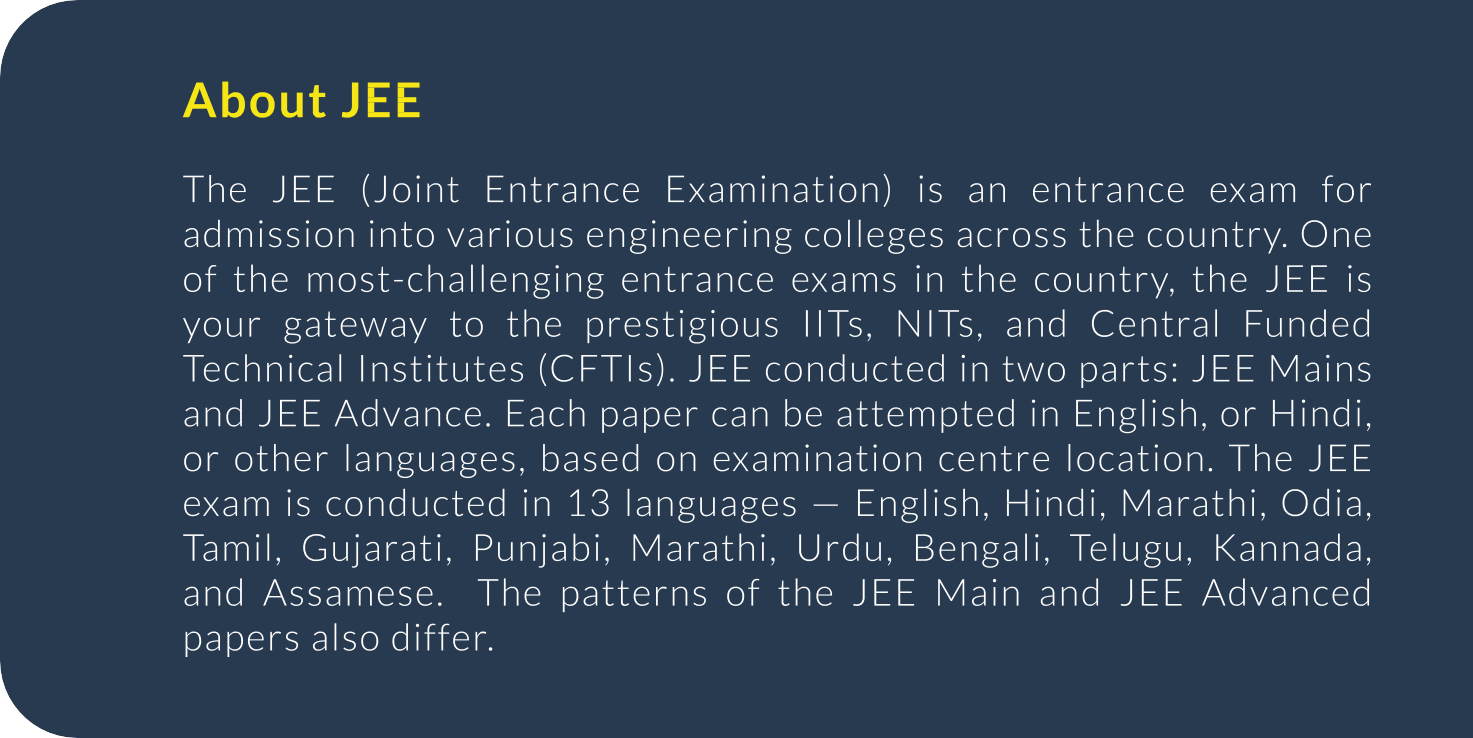 About JEE
The JEE (Joint Entrance Examination) is an entrance exam for
admission into various engineering colleges across the country. One
of the most-challenging entrance exams in the country, the JEE is
your gateway to the prestigious IITs, NITs, and Central Funded
Technical Institutes (CFTIs). JEE conducted in two parts: JEE Mains
and JEE Advance. Each paper can be attempted in English, or Hindi,
or other languages, based on examination centre location. The JEE
exam is conducted in 13 languages — English, Hindi, Marathi, Odia,
Tamil, Gujarati, Punjabi, Marathi, Urdu, Bengali, Telugu, Kannada,
and Assamese.  The patterns of the JEE Main and JEE Advanced
papers also differ.